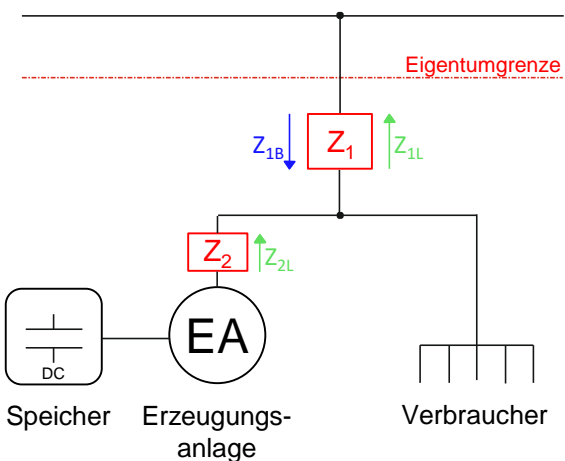 Eigentumgrenze
Z1B Z1 Z1L
Z2 Z2L
EA
DC
Speicher Erzeugungs- Verbraucher
anlage